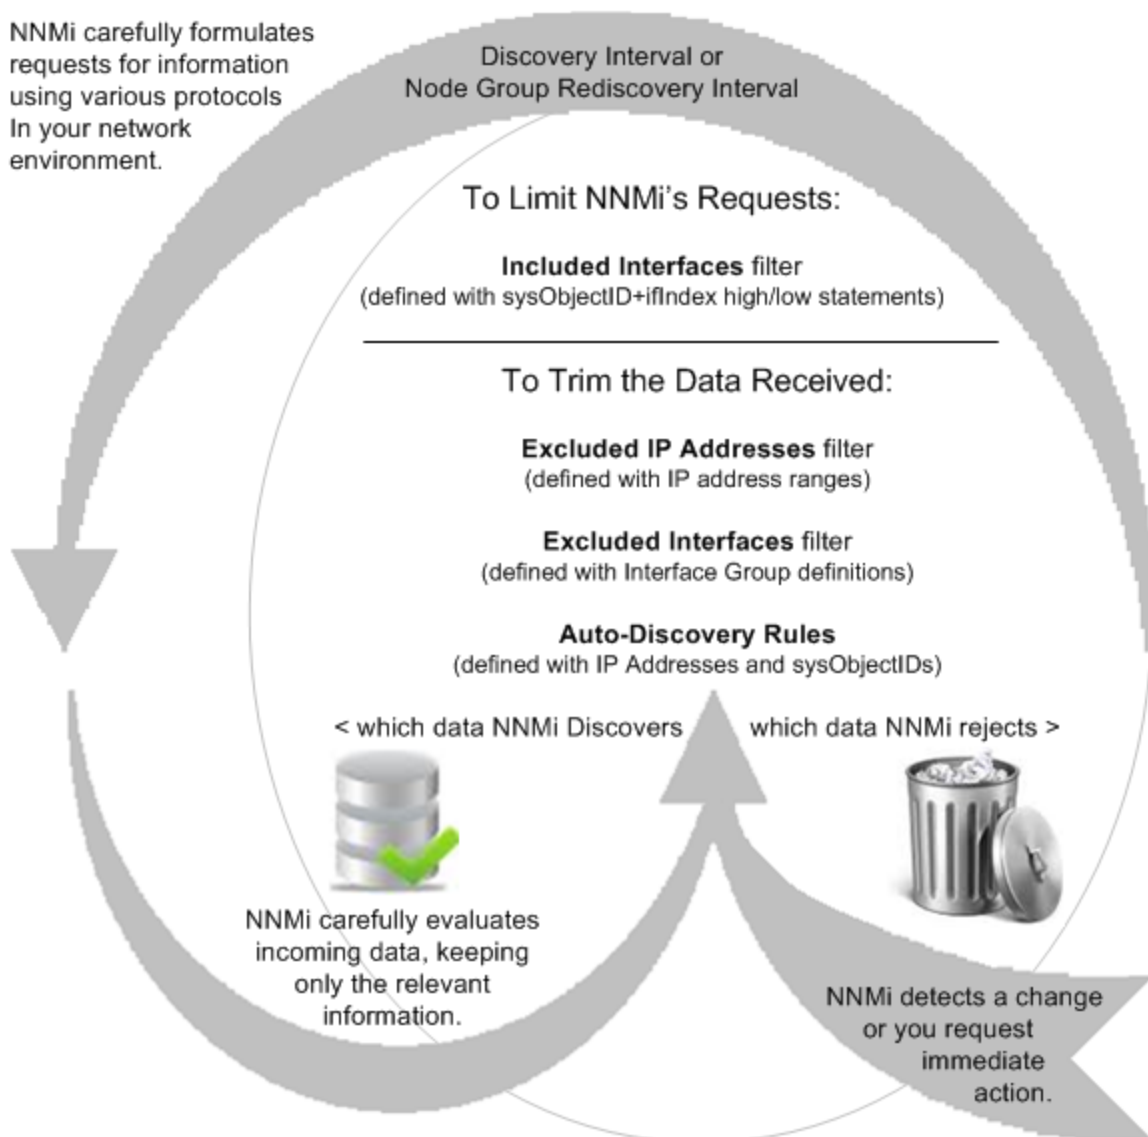 NNMi carefully formulates
requests for information
using various protocols
In your network
environment.
Discovery Interval or
Node Group Rediscovery Interval
To Limit NNMi's Requests:
Included Interfaces filter
(defined with sysObjectID+ifIndex high/low statements)
To Trim the Data Received:
Excluded IP Addresses filter
(defined with IP address ranges)
Excluded Interfaces filter
(defined with Interface Group definitions)
Auto-Discovery Rules
(defined with IP Addresses and sysObjectIDs)
< which data NNMi Discovers
which data NNMi rejects >
NNMi carefully evaluates
incoming data, keeping
only the relevant
information.
NNMi detects a change
or you request
immediate
action.